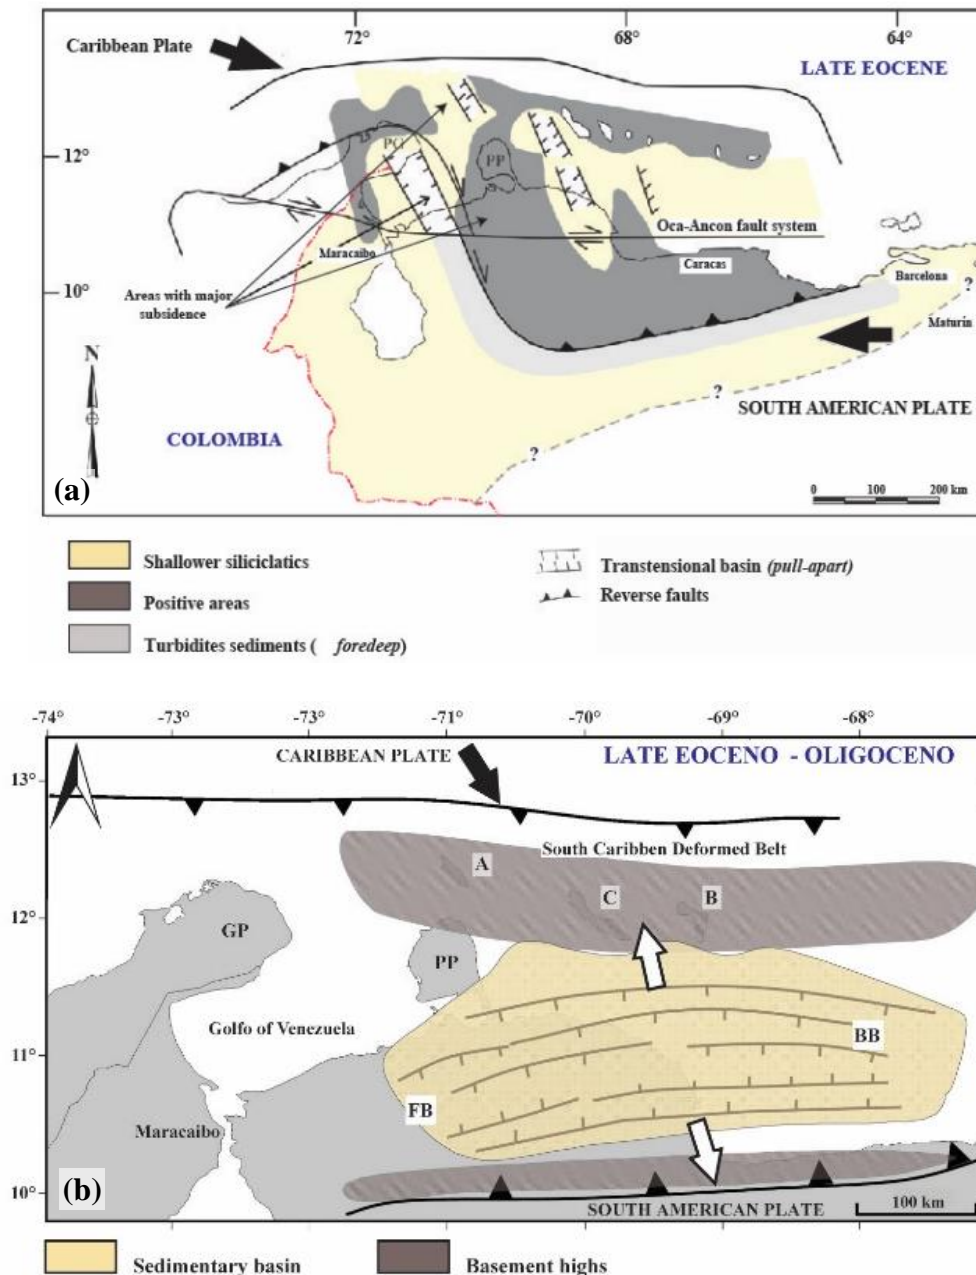 72° 68° 64°
Caribbean Plate
LATE EOCENE
12°
PG
PP
Oca-Ancon fault system
Maracaibo
Caracas
Barcelona
10°
Areas with major
subsidence
?
Maturin
N
SOUTH AMERICAN PLATE
?
COLOMBIA
?
(a)
0 100 200 km
Shallower siliciclatics
Positive areas
Turbidites sediments ( foredeep)
Transtensional basin (pull-apart)
Reverse faults
-74° -73° -73° -71° -70° -69° -68°
CARIBBEAN PLATE
LATE EOCENO - OLIGOCENO
13°
South Caribben Deformed Belt
A
C
B
12°
GP
PP
Golfo of Venezuela
BB
11°
FB
Maracaibo
(b)
10°
SOUTH AMERICAN PLATE
100 km
Sedimentary basin
Basement highs